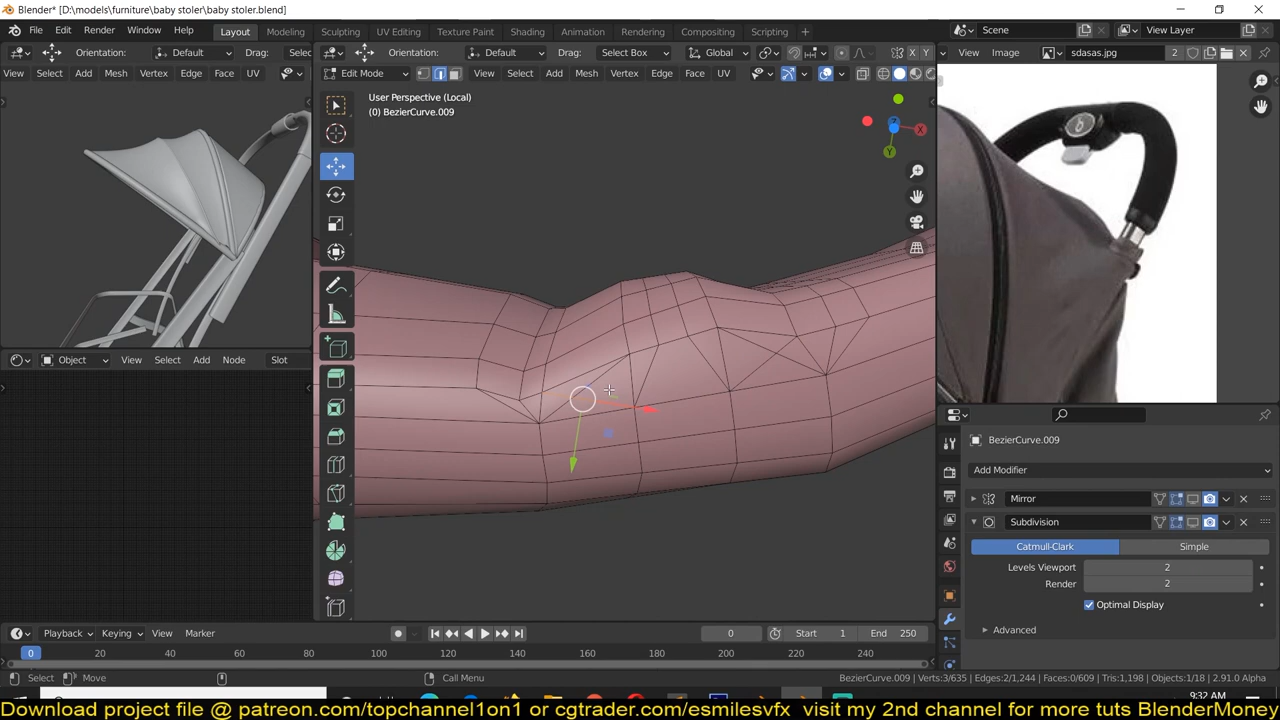 Blender* [D:\models\furniture\baby stoler\baby stoler.blend]
File Edit Render Window Help Layout Modeling Sculpting UV Editing Texture Paint Shading Animation Rendering Compositing Scripting + Scene View Layer
Orientation: Default Drag: Selec Orientation: Default Drag: Select Box Global X Y View Image sdasas.jpg 2
View Select Add Mesh Vertex Edge Edit Mode View Select Add Mesh Vertex Edge Face UV
User Perspective (Local)
(0) BezierCurve.009
X
Y
Z
Object View Select Add Node Slot
BezierCurve.009
Add Modifier
Mirror
Subdivision
Catmull-Clark Simple
Levels Viewport 2
Render 2
Optimal Display
Advanced
Playback Keying View Marker 0 Start 1 End 250
0 20 40 60 80 100 120 140 160 180 200 220 240
Select Move Call Menu BezierCurve.009 | Verts:3/635 | Edges:2/1,244 | Faces:0/609 | Tris:1,198 | Objects:1/18 | 2.91.0 Alpha
9:32 AM
Download project file @ patreon.com/topchannel1on1 or cgtrader.com/esmilesvfx visit my 2nd channel for more tuts BlenderMoney